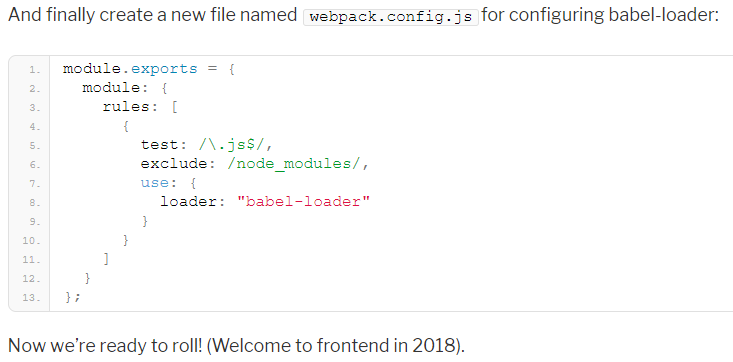 And finally create a new file named webpack.config.js for configuring babel-loader:
1. module.exports = {
2.   module: {
3.     rules: [
4.       {
5.         test: /\.js$/,
6.         exclude: /node_modules/,
7.         use: {
8.           loader: "babel-loader"
9.         }
10.       }
11.     ]
12.   }
13. };
Now we're ready to roll! (Welcome to frontend in 2018).